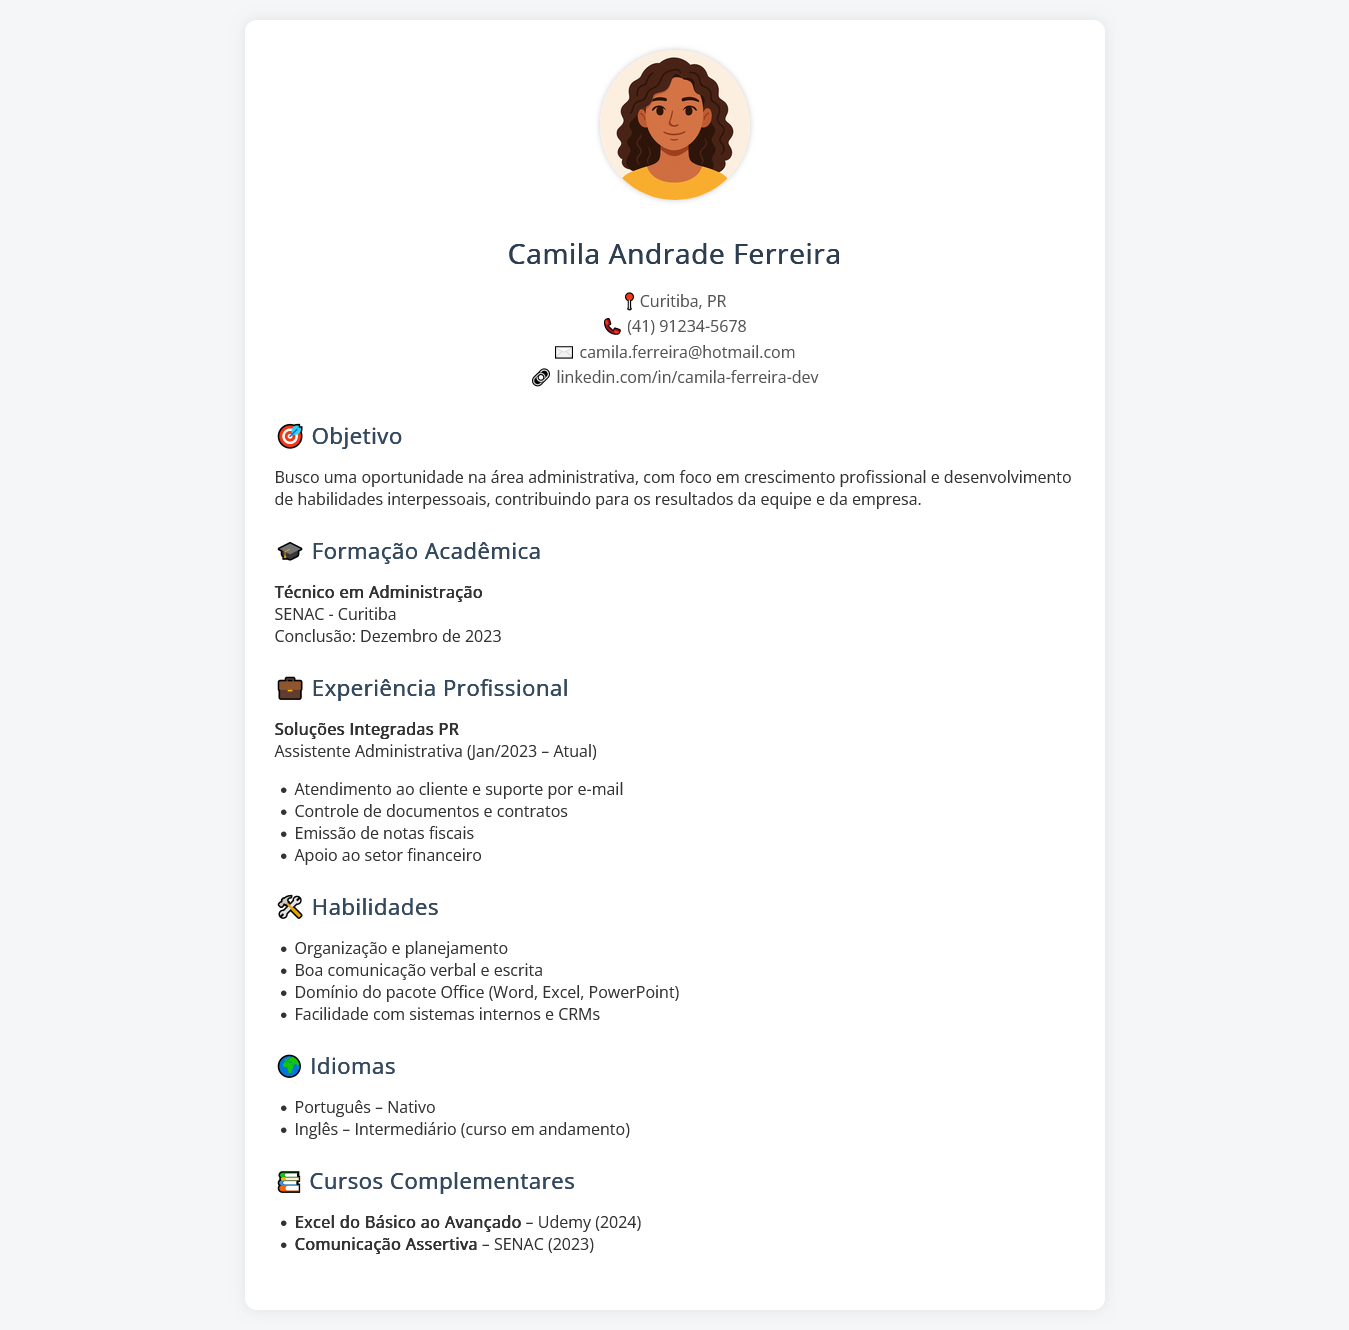 Camila Andrade Ferreira
Curitiba, PR
(41) 91234-5678
camila.ferreira@hotmail.com
linkedin.com/in/camila-ferreira-dev
Objetivo
Busco uma oportunidade na área administrativa, com foco em crescimento profissional e desenvolvimento
de habilidades interpessoais, contribuindo para os resultados da equipe e da empresa.
Formação Acadêmica
Técnico em Administração
SENAC - Curitiba
Conclusão: Dezembro de 2023
Experiência Profissional
Soluções Integradas PR
Assistente Administrativa (Jan/2023 – Atual)
• Atendimento ao cliente e suporte por e-mail
• Controle de documentos e contratos
• Emissão de notas fiscais
• Apoio ao setor financeiro
Habilidades
• Organização e planejamento
• Boa comunicação verbal e escrita
• Domínio do pacote Office (Word, Excel, PowerPoint)
• Facilidade com sistemas internos e CRMs
Idiomas
• Português – Nativo
• Inglês – Intermediário (curso em andamento)
Cursos Complementares
• Excel do Básico ao Avançado – Udemy (2024)
• Comunicação Assertiva – SENAC (2023)